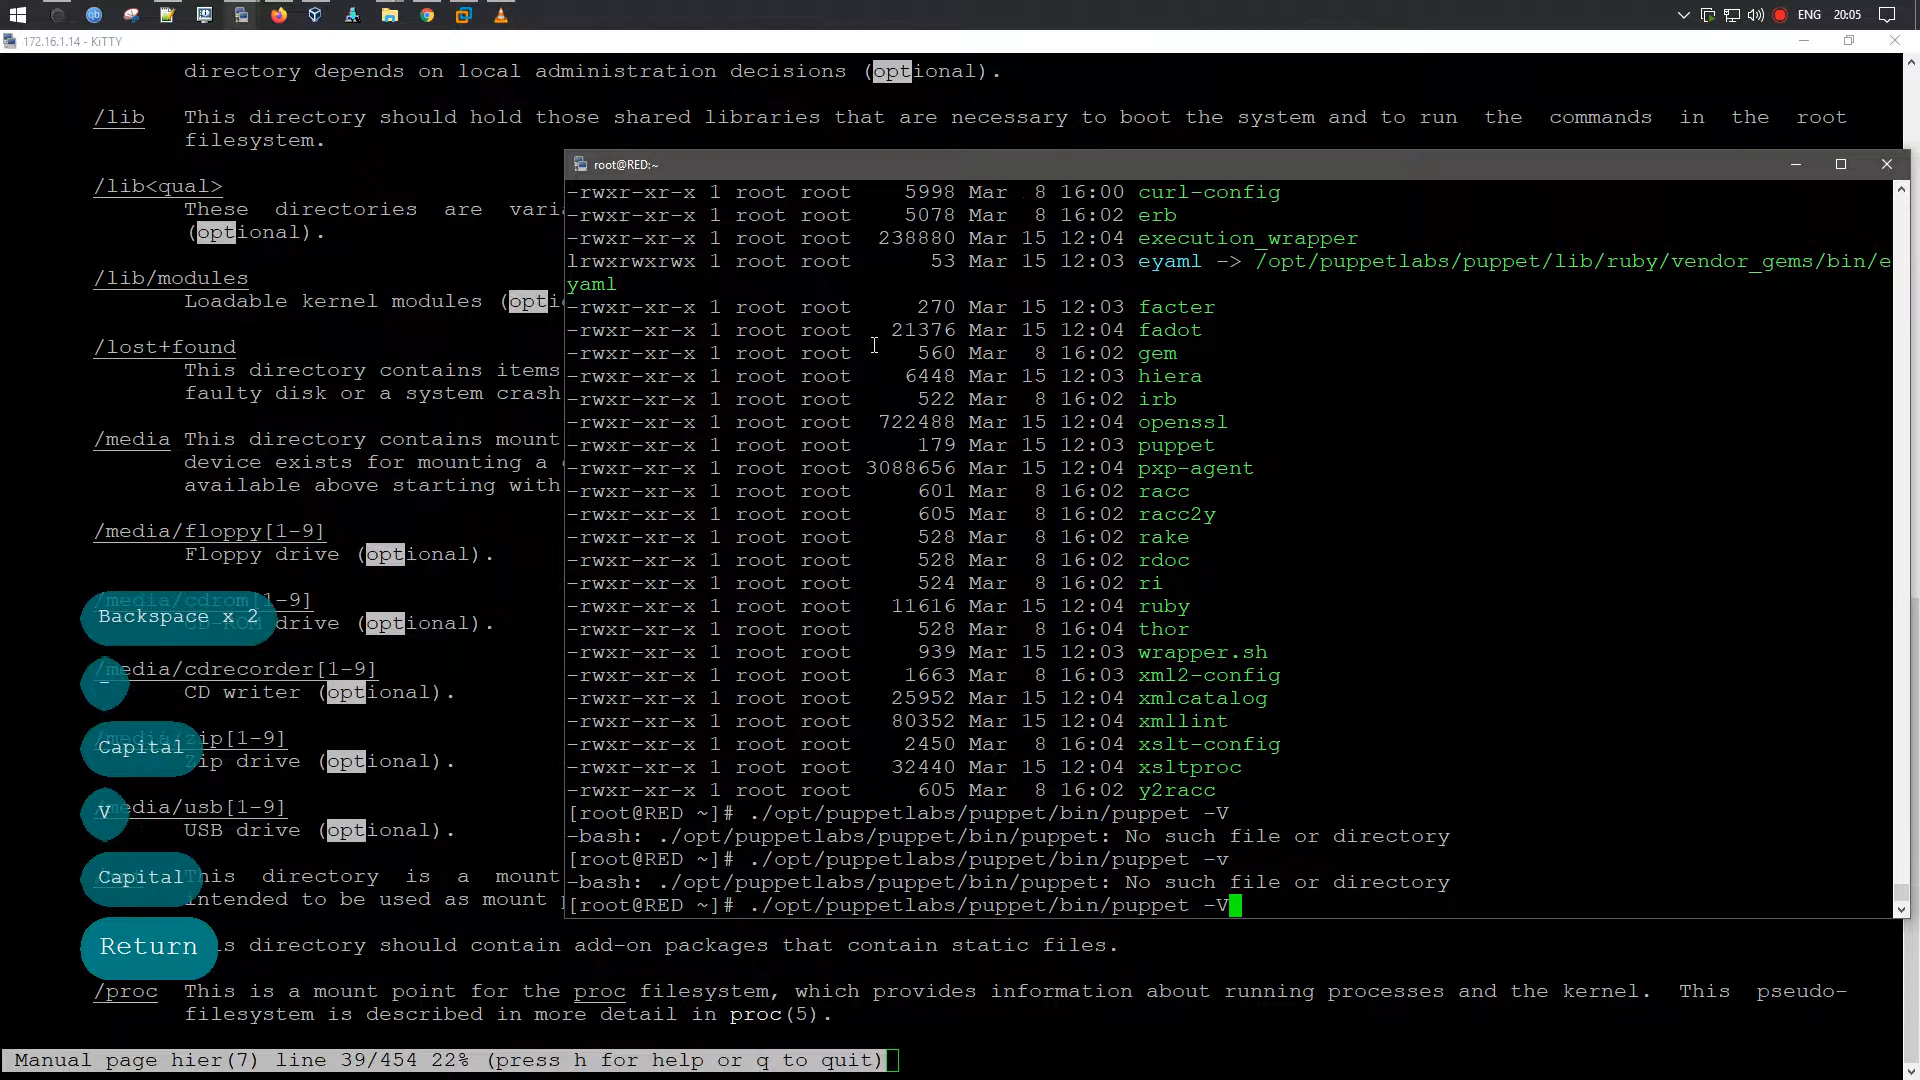 ENG 20:05
172.16.1.14 - KiTTY
directory depends on local administration decisions (optional).
/lib This directory should hold those shared libraries that are necessary to boot the system and to run the commands in the root
filesystem.
/lib<qual>
These directories are vari
(optional).
/lib/modules
Loadable kernel modules (opti
/lost+found
This directory contains items
faulty disk or a system crash
/media This directory contains mount
device exists for mounting a
available above starting with
/media/floppy[1-9]
Floppy drive (optional).
/media/cdrom[1-9]
CD-ROM drive (optional).
/media/cdrecorder[1-9]
CD writer (optional).
/media/zip[1-9]
Zip drive (optional).
/media/usb[1-9]
USB drive (optional).
This directory is a mount
intended to be used as mount
is directory should contain add-on packages that contain static files.
/proc This is a mount point for the proc filesystem, which provides information about running processes and the kernel. This pseudo-
filesystem is described in more detail in proc(5).
Manual page hier(7) line 39/454 22% (press h for help or q to quit)
Backspace x 2
-
Capital
V
Capital
Return
root@RED:~
-rwxr-xr-x 1 root root 5998 Mar 8 16:00 curl-config
-rwxr-xr-x 1 root root 5078 Mar 8 16:02 erb
-rwxr-xr-x 1 root root 238880 Mar 15 12:04 execution_wrapper
lrwxrwxrwx 1 root root 53 Mar 15 12:03 eyaml -> /opt/puppetlabs/puppet/lib/ruby/vendor_gems/bin/e
yaml
-rwxr-xr-x 1 root root 270 Mar 15 12:03 facter
-rwxr-xr-x 1 root root 21376 Mar 15 12:04 fadot
-rwxr-xr-x 1 root root 560 Mar 8 16:02 gem
-rwxr-xr-x 1 root root 6448 Mar 15 12:03 hiera
-rwxr-xr-x 1 root root 522 Mar 8 16:02 irb
-rwxr-xr-x 1 root root 722488 Mar 15 12:04 openssl
-rwxr-xr-x 1 root root 179 Mar 15 12:03 puppet
-rwxr-xr-x 1 root root 3088656 Mar 15 12:04 pxp-agent
-rwxr-xr-x 1 root root 601 Mar 8 16:02 racc
-rwxr-xr-x 1 root root 605 Mar 8 16:02 racc2y
-rwxr-xr-x 1 root root 528 Mar 8 16:02 rake
-rwxr-xr-x 1 root root 528 Mar 8 16:02 rdoc
-rwxr-xr-x 1 root root 524 Mar 8 16:02 ri
-rwxr-xr-x 1 root root 11616 Mar 15 12:04 ruby
-rwxr-xr-x 1 root root 528 Mar 8 16:04 thor
-rwxr-xr-x 1 root root 939 Mar 15 12:03 wrapper.sh
-rwxr-xr-x 1 root root 1663 Mar 8 16:03 xml2-config
-rwxr-xr-x 1 root root 25952 Mar 15 12:04 xmlcatalog
-rwxr-xr-x 1 root root 80352 Mar 15 12:04 xmllint
-rwxr-xr-x 1 root root 2450 Mar 8 16:04 xslt-config
-rwxr-xr-x 1 root root 32440 Mar 15 12:04 xsltproc
-rwxr-xr-x 1 root root 605 Mar 8 16:02 y2racc
[root@RED ~]# ./opt/puppetlabs/puppet/bin/puppet -V
-bash: ./opt/puppetlabs/puppet/bin/puppet: No such file or directory
[root@RED ~]# ./opt/puppetlabs/puppet/bin/puppet -v
-bash: ./opt/puppetlabs/puppet/bin/puppet: No such file or directory
[root@RED ~]# ./opt/puppetlabs/puppet/bin/puppet -V